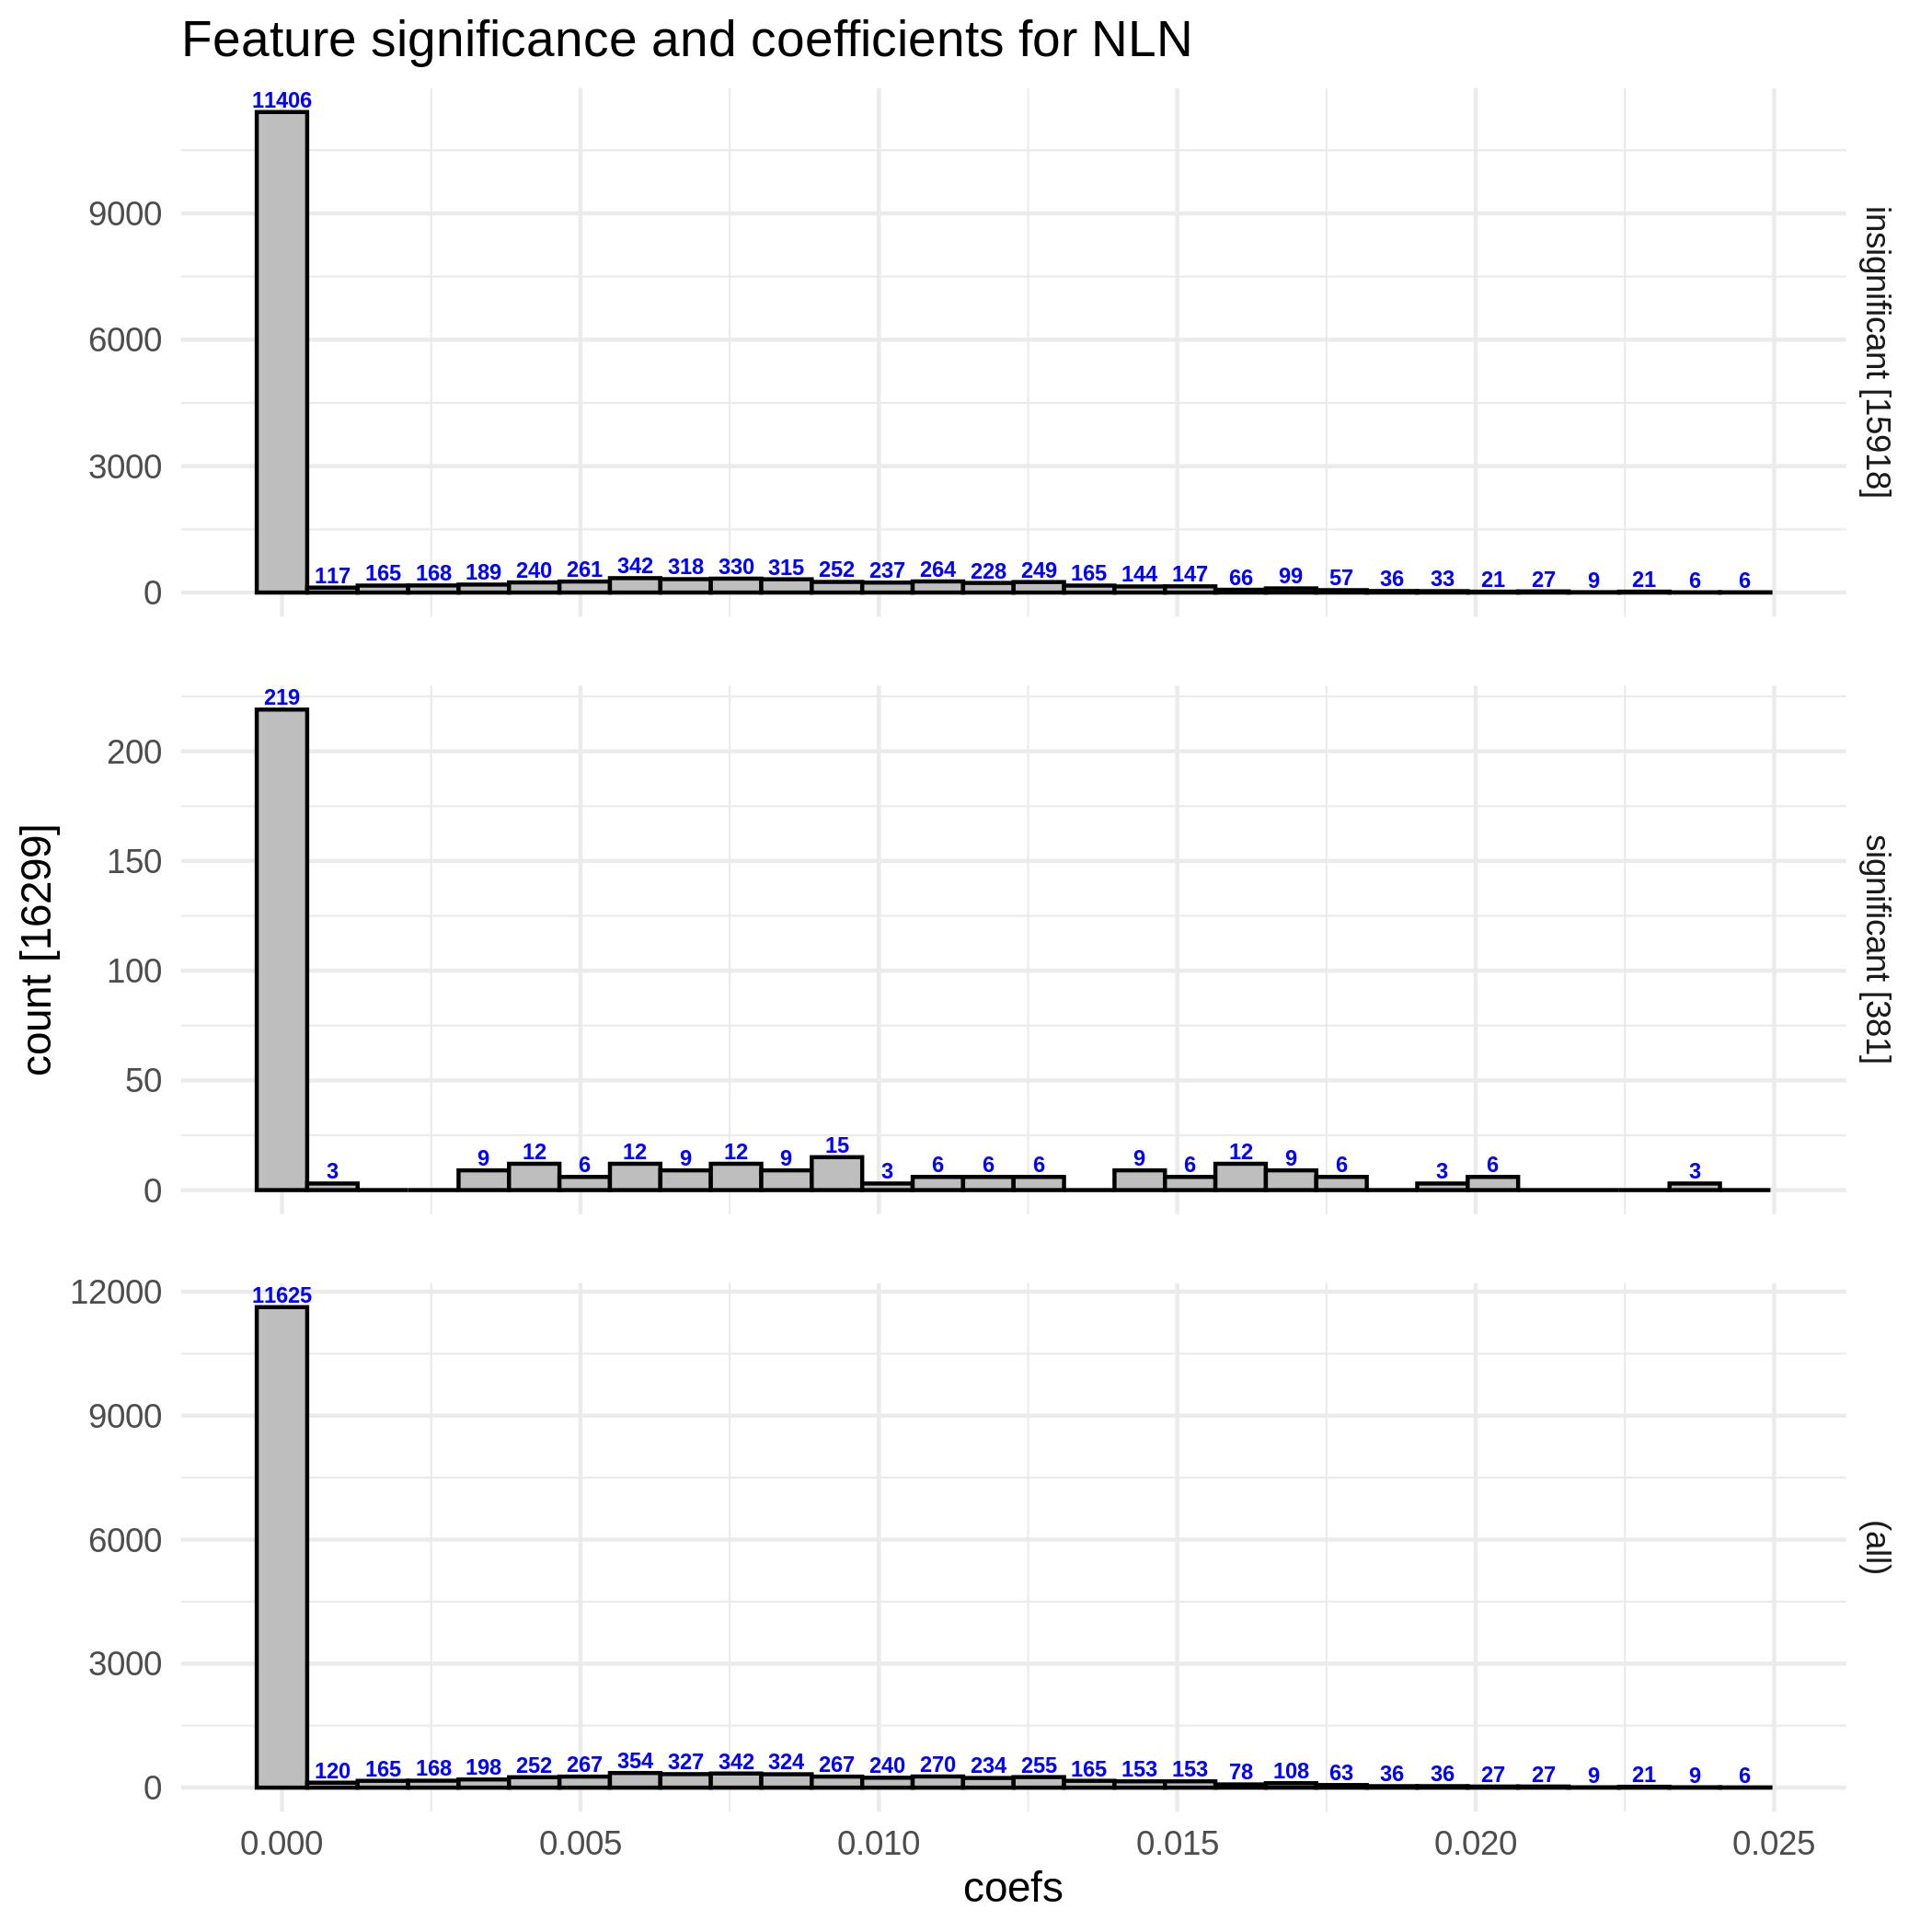 Feature significance and coefficients for NLN
11406
9000
6000
3000
0
117 165 168 189 240 261 342 318 330 315 252 237 264 228 249 165 144 147 66 99 57 36 33 21 27 9 21 6 6
insignificant [15918]
count [16299]
219
200
150
100
50
0
3 9 12 6 12 9 12 9 15 3 6 6 6 9 6 12 9 6 3 6 3
significant [381]
12000
11625
9000
6000
3000
0
120 165 168 198 252 267 354 327 342 324 267 240 270 234 255 165 153 153 78 108 63 36 36 27 27 9 21 9 6
(all)
0.000 0.005 0.010 0.015 0.020 0.025
coefs